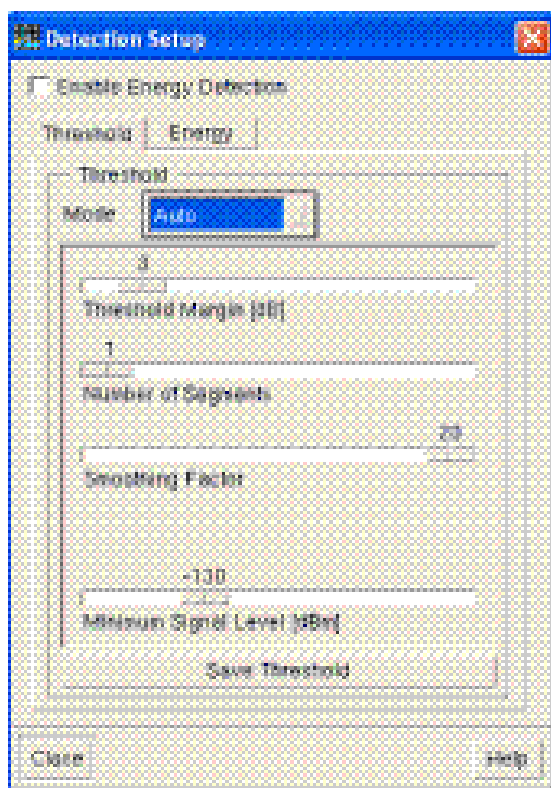 Detection Setup
Enable Energy Detection
Threshold Energy
Threshold
Mode Auto
3
Threshold Margin [dB]
1
Number of Segments
20
Smoothing Factor
-130
Minimum Signal Level [dBm]
Save Threshold
Close Help